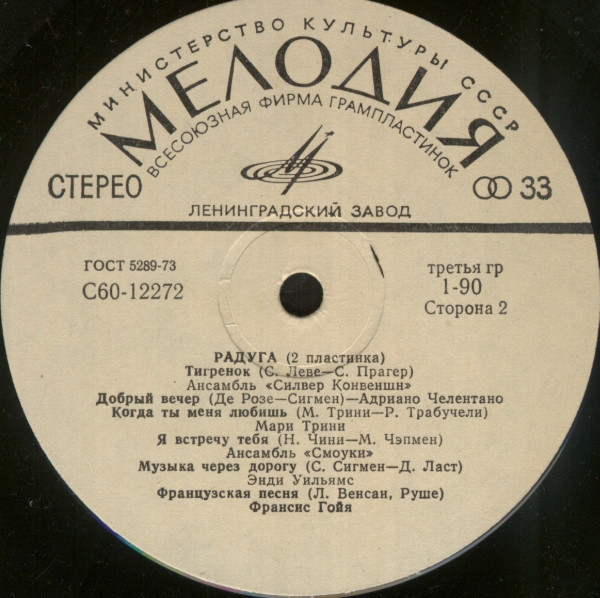 МИНИСТЕРСТВО КУЛЬТУРЫ СССР
МЕЛОДИЯ
ВСЕСОЮЗНАЯ ФИРМА ГРАМПЛАСТИНОК
СТЕРЕО
33
ЛЕНИНГРАДСКИЙ ЗАВОД
ГОСТ 5289-73
С60-12272
третья гр
1-90
Сторона 2
РАДУГА (2 пластинка)
Тигренок (С. Леве—С. Прагер)
Ансамбль «Силвер Конвеншн»
Добрый вечер (Де Розе—Сигмен)—Адриано Челентано
Когда ты меня любишь (М. Трини—Р. Трабучели)
Мари Трини
Я встречу тебя (Н. Чини—М. Чэпмен)
Ансамбль «Смоуки»
Музыка через дорогу (С. Сигмен—Д. Ласт)
Энди Уильямс
Французская песня (Л. Венсан, Руше)
Франсис Гойя